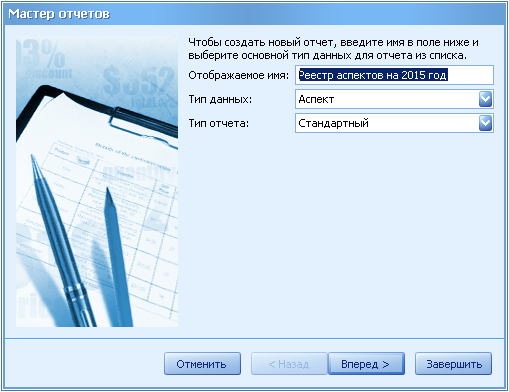 Мастер отчетов
Чтобы создать новый отчет, введите имя в поле ниже и
выберите основной тип данных для отчета из списка.
Отображаемое имя: Реестр аспектов на 2015 год
Тип данных: Аспект
Тип отчета: Стандартный
Отменить < Назад Вперед > Завершить